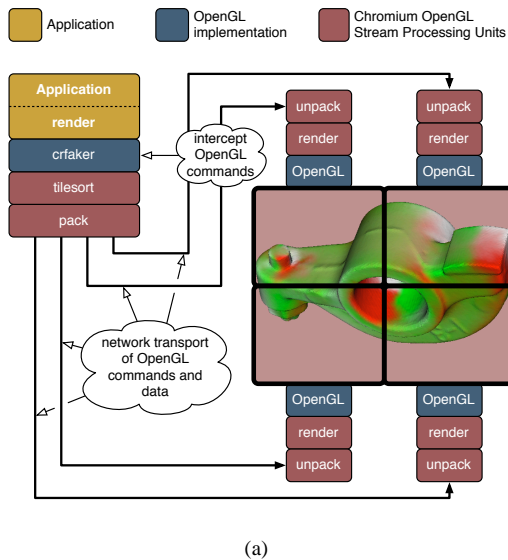 Application
OpenGL
implementation
Chromium OpenGL
Stream Processing Units
Application
render
crfaker
tilesort
pack
intercept
OpenGL
commands
unpack
render
OpenGL
unpack
render
OpenGL
network transport
of OpenGL
commands and
data
OpenGL
render
unpack
OpenGL
render
unpack
(a)